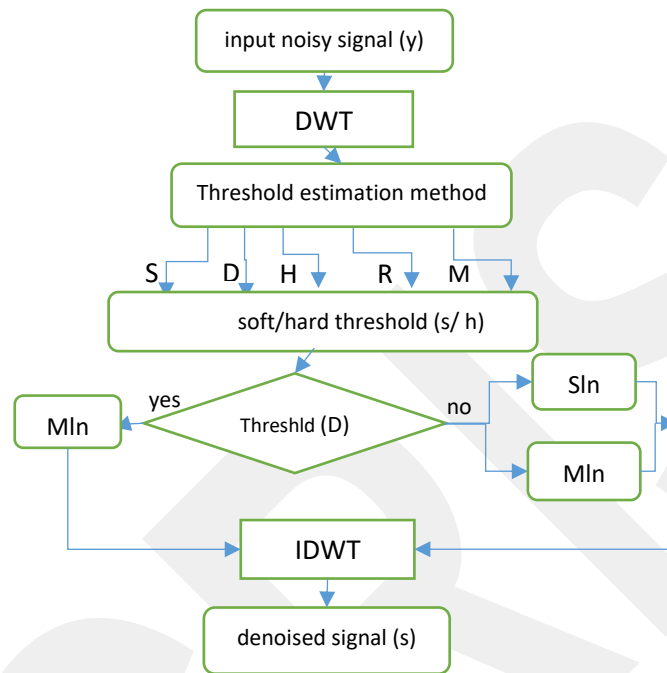 input noisy signal (y)
DWT
Threshold estimation method
S D H R M
soft/hard threshold (s/ h)
yes
Threshld (D)
no
Sln
Mln
Mln
IDWT
denoised signal (s)